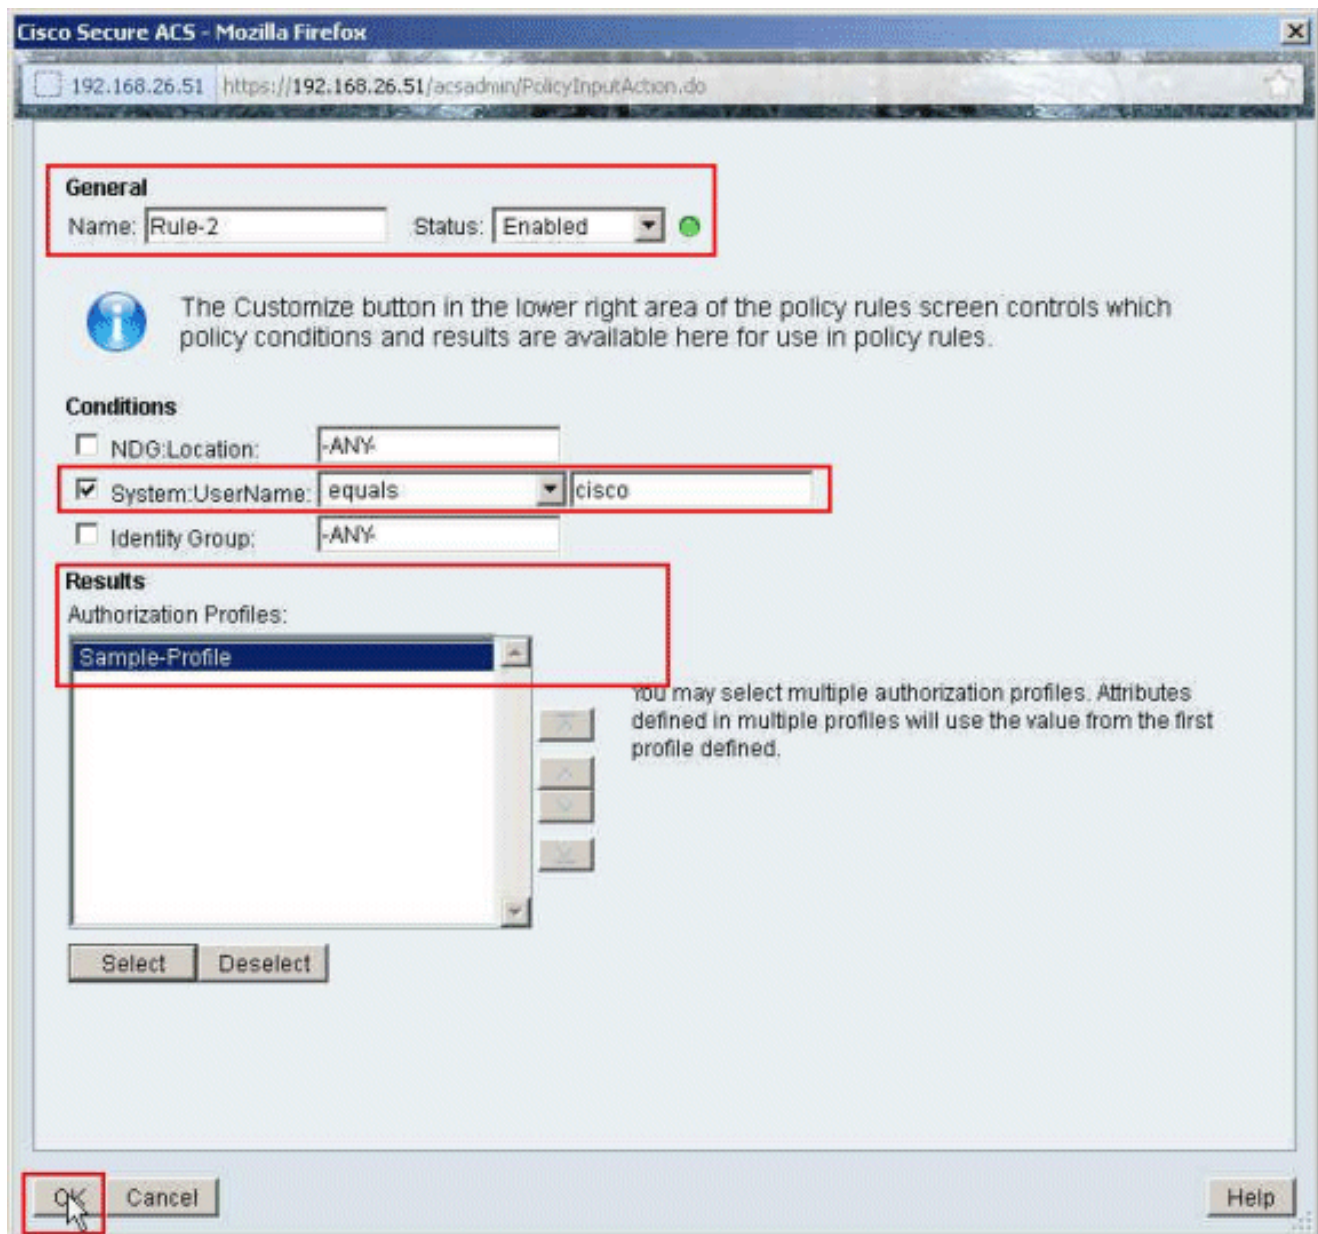 Cisco Secure ACS - Mozilla Firefox
192.168.26.51 https://192.168.26.51/acsadmin/PolicyInputAction.do
General
Name: Rule-2 Status: Enabled
The Customize button in the lower right area of the policy rules screen controls which
policy conditions and results are available here for use in policy rules.
Conditions
NDG:Location: -ANY-
System:UserName: equals cisco
Identity Group: -ANY-
Results
Authorization Profiles:
Sample-Profile
You may select multiple authorization profiles. Attributes
defined in multiple profiles will use the value from the first
profile defined.
Select Deselect
OK Cancel Help